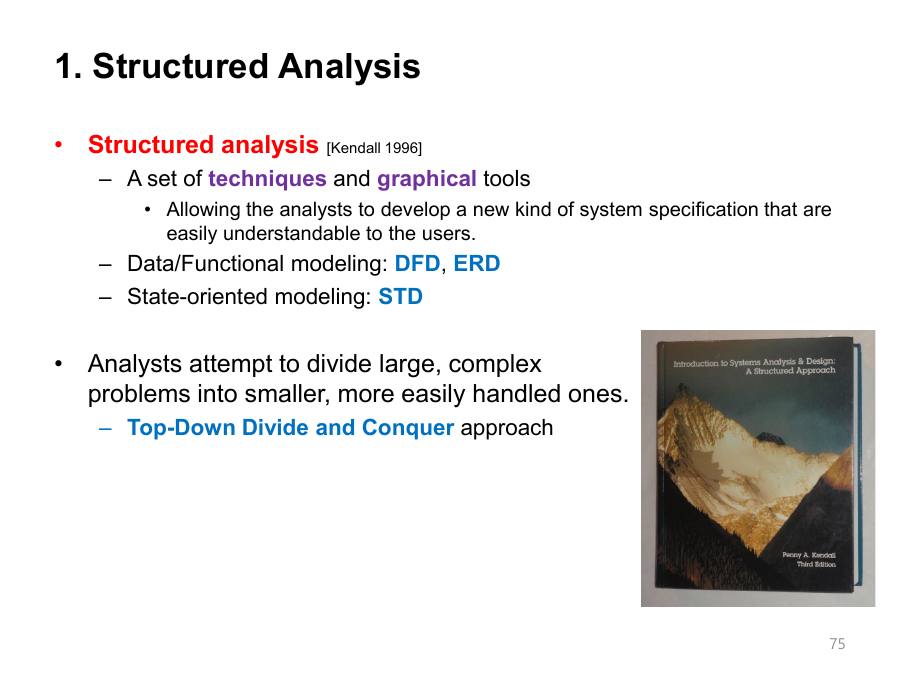 1. Structured Analysis
• Structured analysis [Kendall 1996]
– A set of techniques and graphical tools
• Allowing the analysts to develop a new kind of system specification that are
easily understandable to the users.
– Data/Functional modeling: DFD, ERD
– State-oriented modeling: STD
• Analysts attempt to divide large, complex
problems into smaller, more easily handled ones.
– Top-Down Divide and Conquer approach
Introduction to Systems Analysis & Design:
A Structured Approach
Penny A. Kendall
Third Edition
75